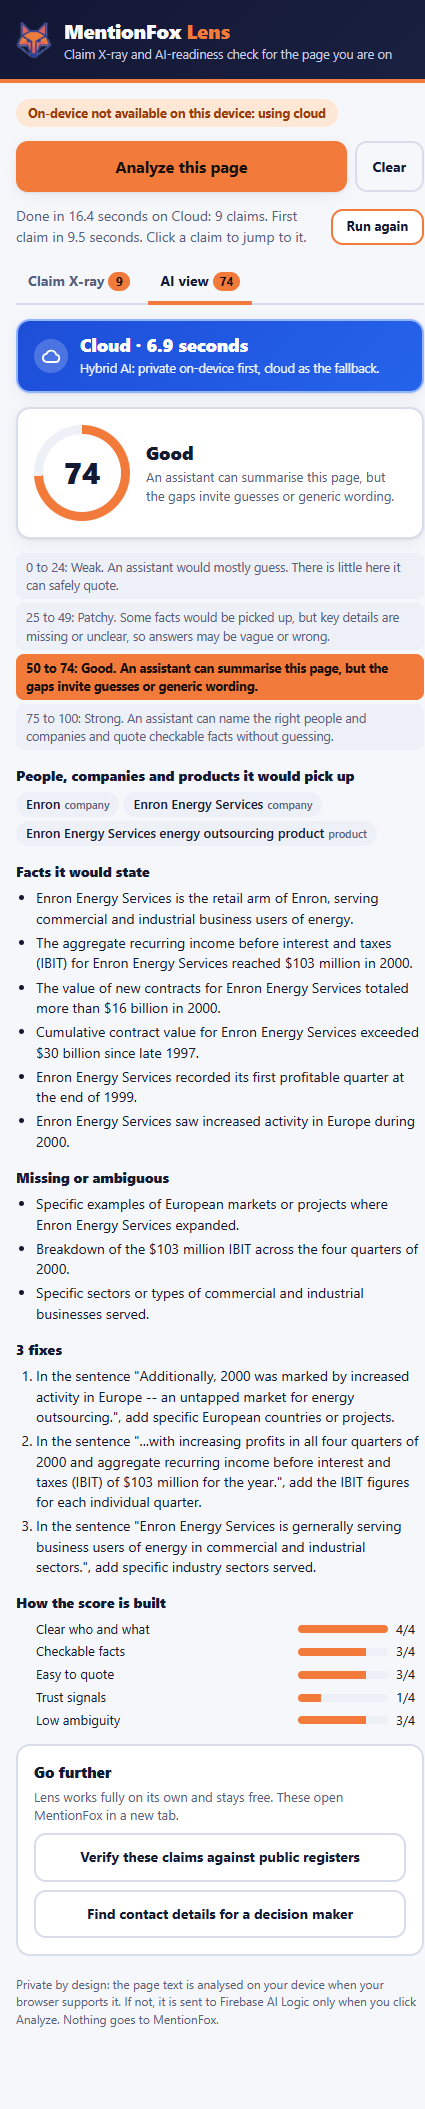 MentionFox Lens
Claim X-ray and AI-readiness check for the page you are on
On-device not available on this device: using cloud
Analyze this page
Clear
Done in 16.4 seconds on Cloud: 9 claims. First
claim in 9.5 seconds. Click a claim to jump to it.
Run again
Claim X-ray 9
AI view 74
Cloud · 6.9 seconds
Hybrid AI: private on-device first, cloud as the fallback.
74
Good
An assistant can summarise this page, but
the gaps invite guesses or generic wording.
0 to 24: Weak. An assistant would mostly guess. There is little here it
can safely quote.
25 to 49: Patchy. Some facts would be picked up, but key details are
missing or unclear, so answers may be vague or wrong.
50 to 74: Good. An assistant can summarise this page, but the
gaps invite guesses or generic wording.
75 to 100: Strong. An assistant can name the right people and
companies and quote checkable facts without guessing.
People, companies and products it would pick up
Enron company
Enron Energy Services company
Enron Energy Services energy outsourcing product product
Facts it would state
• Enron Energy Services is the retail arm of Enron, serving
commercial and industrial business users of energy.
• The aggregate recurring income before interest and taxes
(IBIT) for Enron Energy Services reached $103 million in 2000.
• The value of new contracts for Enron Energy Services totaled
more than $16 billion in 2000.
• Cumulative contract value for Enron Energy Services exceeded
$30 billion since late 1997.
• Enron Energy Services recorded its first profitable quarter at
the end of 1999.
• Enron Energy Services saw increased activity in Europe during
2000.
Missing or ambiguous
• Specific examples of European markets or projects where
Enron Energy Services expanded.
• Breakdown of the $103 million IBIT across the four quarters of
2000.
• Specific sectors or types of commercial and industrial
businesses served.
3 fixes
1. In the sentence "Additionally, 2000 was marked by increased
activity in Europe -- an untapped market for energy
outsourcing.", add specific European countries or projects.
2. In the sentence "...with increasing profits in all four quarters of
2000 and aggregate recurring income before interest and
taxes (IBIT) of $103 million for the year.", add the IBIT figures
for each individual quarter.
3. In the sentence "Enron Energy Services is gernerally serving
business users of energy in commercial and industrial
sectors.", add specific industry sectors served.
How the score is built
Clear who and what 4/4
Checkable facts 3/4
Easy to quote 3/4
Trust signals 1/4
Low ambiguity 3/4
Go further
Lens works fully on its own and stays free. These open
MentionFox in a new tab.
Verify these claims against public registers
Find contact details for a decision maker
Private by design: the page text is analysed on your device when your
browser supports it. If not, it is sent to Firebase AI Logic only when you click
Analyze. Nothing goes to MentionFox.